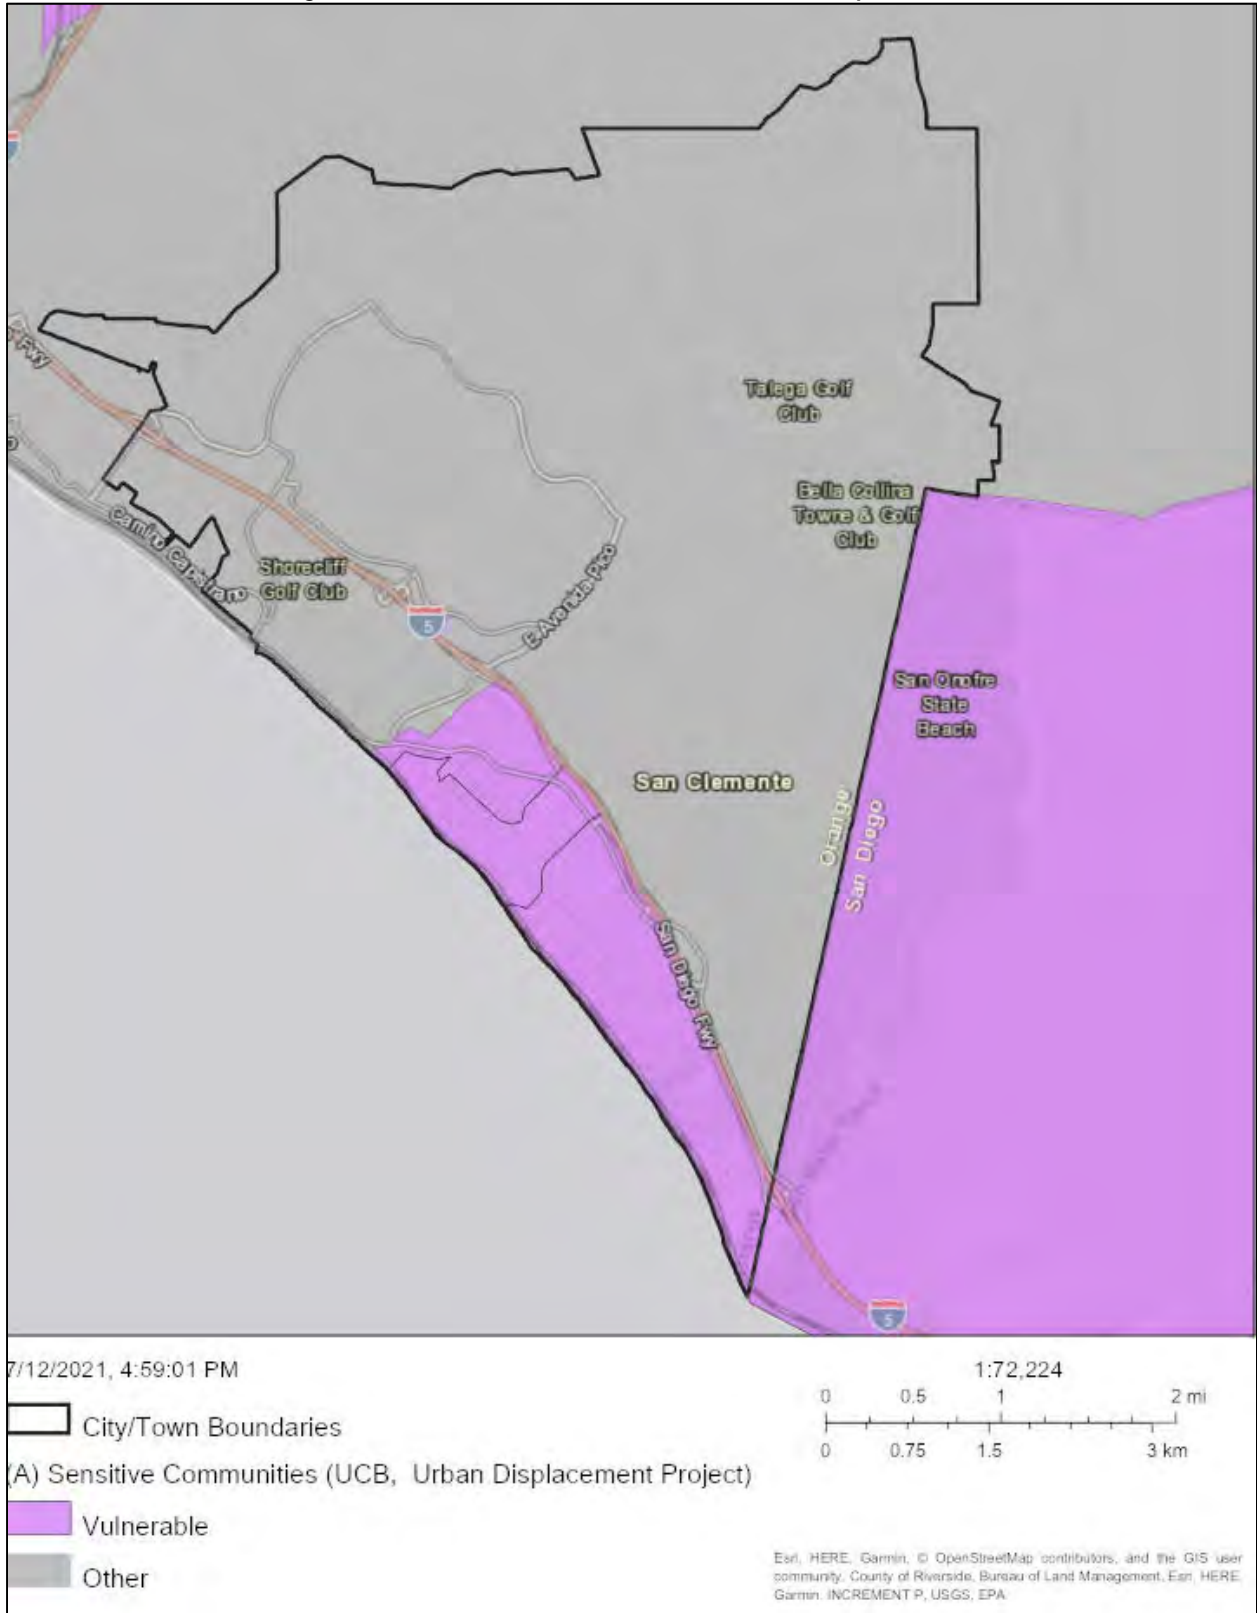 Fwy
Talega Golf
Club
Bella Collina
Towne & Golf
Club
Camino Capistrano
Shorecliff
Golf Club
5
E Avenida Pico
San Onofre
State
Beach
San Clemente
Orange
San Diego
San Diego Fwy
5
7/12/2021, 4:59:01 PM
1:72,224
0 0.5 1 2 mi
0 0.75 1.5 3 km
City/Town Boundaries
(A) Sensitive Communities (UCB, Urban Displacement Project)
Vulnerable
Other
Esri, HERE, Garmin, © OpenStreetMap contributors, and the GIS user
community, County of Riverside, Bureau of Land Management, Esri, HERE,
Garmin, INCREMENT P, USGS, EPA